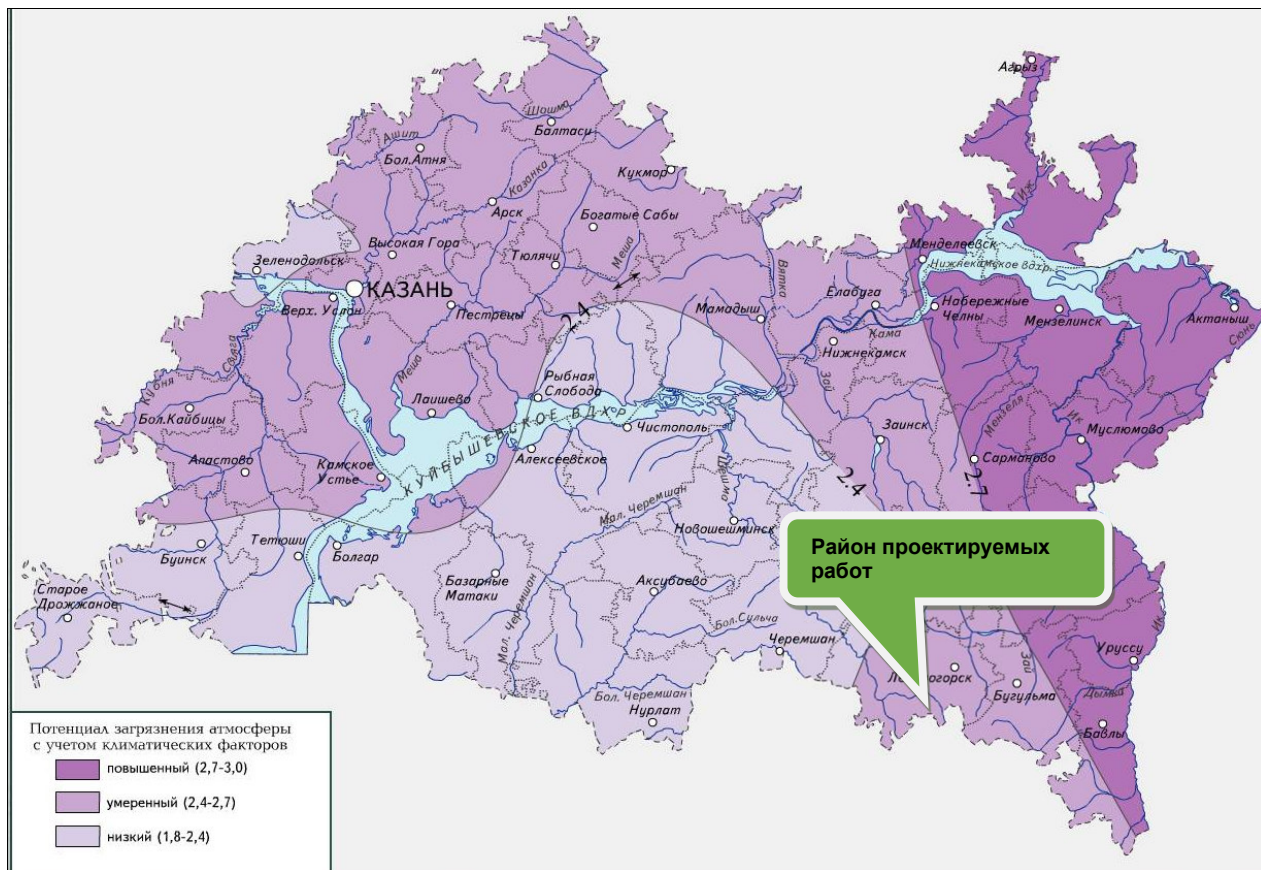 Агрыз
Шошма
Балтаси
Ашит
Бол.Атня
Казанка
Кукмор
Иж
Арск
Богатые Сабы
Высокая Гора
Тюлячи
Меша
Вятка
Менделеевск
Нижнекамское вдхр.
Зеленодольск
КАЗАНЬ
Верх. Услон
Пестрецы
2.4
Мамадыш
Елабуга
Кама
Набережные
Челны
Мензелинск
Актаныш
Сюнь
Нижнекамск
Зай
Свияга
Кубня
Меша
Рыбная
Слобода
Лаишево
КУЙБЫШЕВСКОЕ ВДХР.
Чистополь
Бол.Кайбицы
Апастово
Камское
Устье
Алексеевское
Шешма
Заинск
Мензеля
Ик
Муслюмово
Сарманово
2.4
2.7
Мал. Черемшан
Новошешминск
Тетюши
Болгар
Буинск
Базарные
Матаки
Аксубаево
Старое
Дрожжаное
Мал. Черемшан
Бол.Сульча
Черемшан
Бол. Черемшан
Нурлат
Район проектируемых
работ
Зай
Бугульма
Ик
Уруссу
Дымка
Бавлы
Потенциал загрязнения атмосферы
с учетом климатических факторов
повышенный (2,7-3,0)
умеренный (2,4-2,7)
низкий (1,8-2,4)